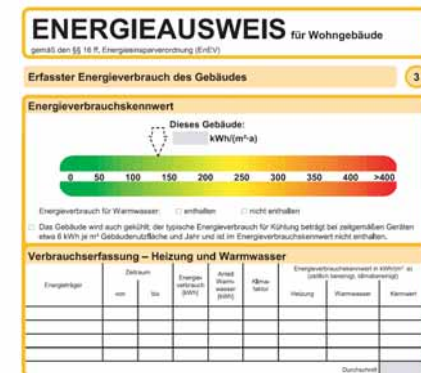 ENERGIEAUSWEIS für Wohngebäude
gemäß den §§ 16 ff. Energieeinsparverordnung (EnEV)
Erfasster Energieverbrauch des Gebäudes 3
Energieverbrauchskennwert
Dieses Gebäude:
kWh/(m²·a)
0 50 100 150 200 250 300 350 400 >400
Energieverbrauch für Warmwasser: enthalten nicht enthalten
Das Gebäude wird auch gekühlt; der typische Energieverbrauch für Kühlung beträgt bei zeitgemäßen Geräten
etwa 6 kWh je m² Gebäudenutzfläche und Jahr und ist im Energieverbrauchskennwert nicht enthalten.
Verbrauchserfassung – Heizung und Warmwasser
Energieträger
Zeitraum
von bis
Energie-
verbrauch
[kWh]
Anteil
Warm-
wasser
[kWh]
Klima-
faktor
Energieverbrauchskennwert in kWh/(m²·a)
(zeitlich bereinigt, klimabereinigt)
Heizung Warmwasser Kennwert
Durchschnitt